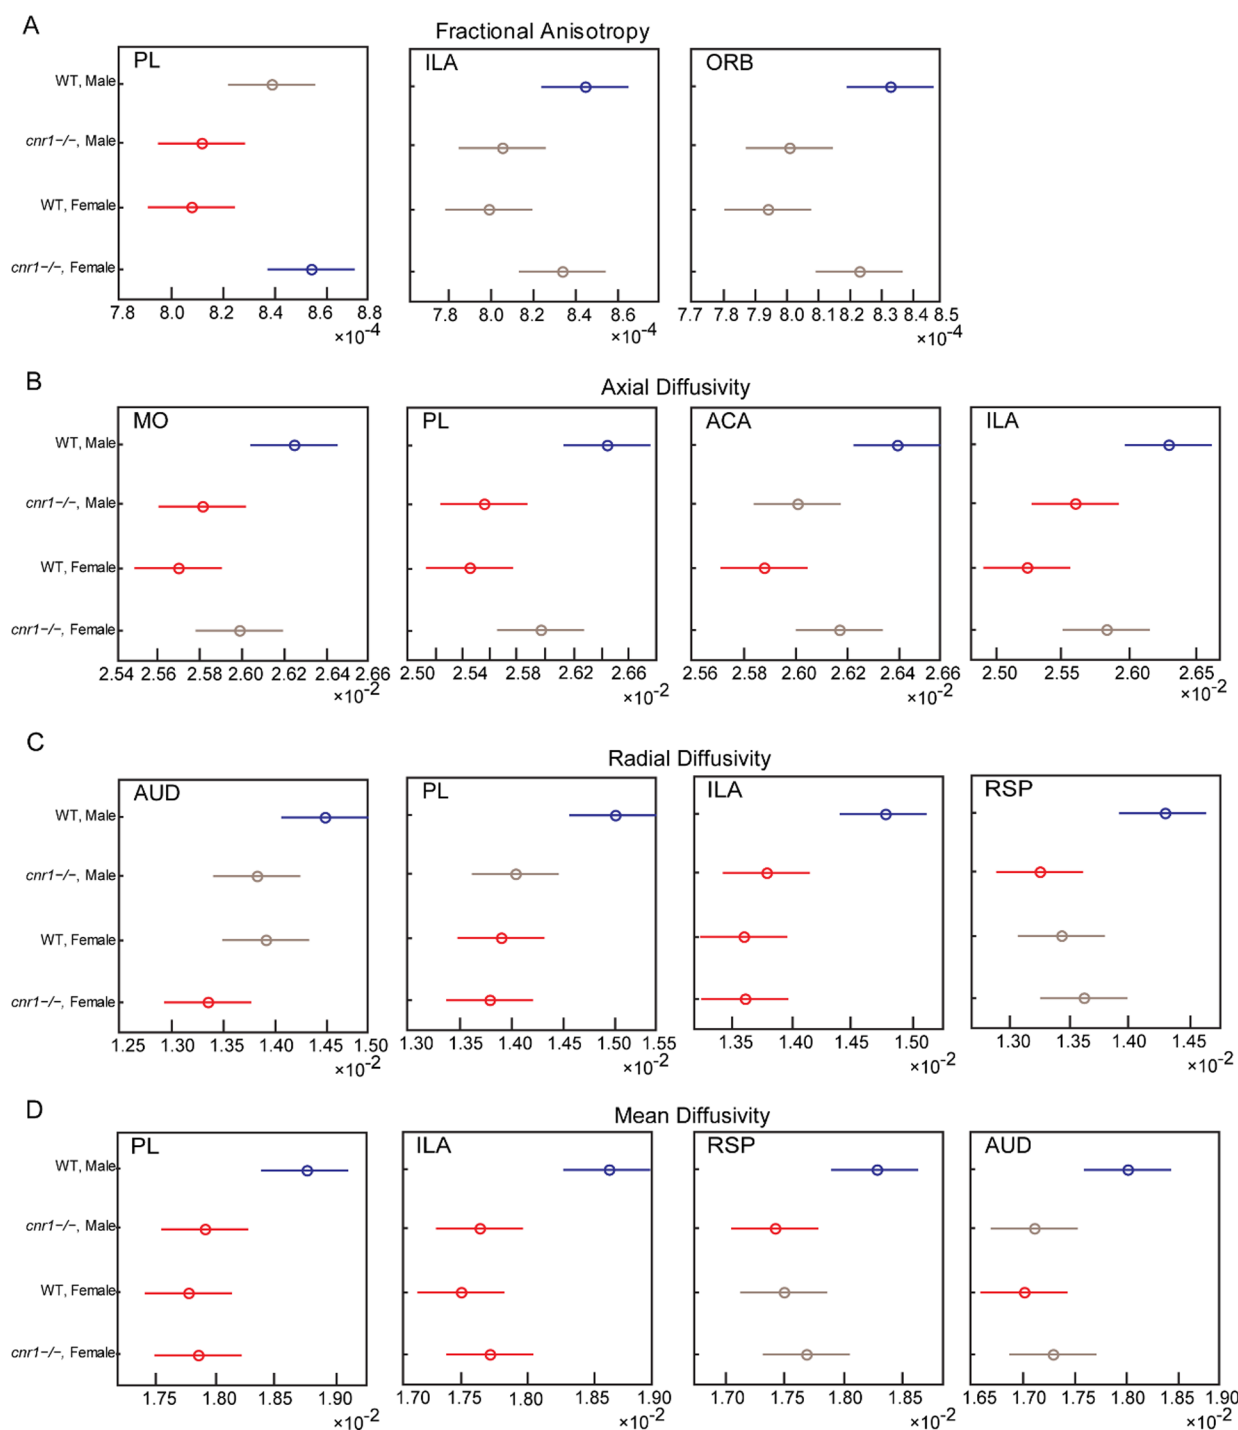 A
Fractional Anisotropy
PL
ILA
ORB
WT, Male
cnr1−/−, Male
WT, Female
cnr1−/−, Female
7.8 8.0 8.2 8.4 8.6 8.8
×10-4
7.8 8.0 8.2 8.4 8.6
×10-4
7.7 7.8 7.9 8.0 8.1 8.2 8.3 8.4 8.5
×10-4
B
Axial Diffusivity
MO
PL
ACA
ILA
WT, Male
cnr1−/−, Male
WT, Female
cnr1−/−, Female
2.54 2.56 2.58 2.60 2.62 2.64 2.66
×10-2
2.50 2.54 2.58 2.62 2.66
×10-2
2.56 2.58 2.60 2.62 2.64 2.66
×10-2
2.50 2.55 2.60 2.65
×10-2
C
Radial Diffusivity
AUD
PL
ILA
RSP
WT, Male
cnr1−/−, Male
WT, Female
cnr1−/−, Female
1.25 1.30 1.35 1.40 1.45 1.50
×10-2
1.30 1.35 1.40 1.45 1.50 1.55
×10-2
1.35 1.40 1.45 1.50
×10-2
1.30 1.35 1.40 1.45
×10-2
D
Mean Diffusivity
PL
ILA
RSP
AUD
WT, Male
cnr1−/−, Male
WT, Female
cnr1−/−, Female
1.75 1.80 1.85 1.90
×10-2
1.70 1.75 1.80 1.85 1.90
×10-2
1.70 1.75 1.80 1.85
×10-2
1.65 1.70 1.75 1.80 1.85 1.90
×10-2